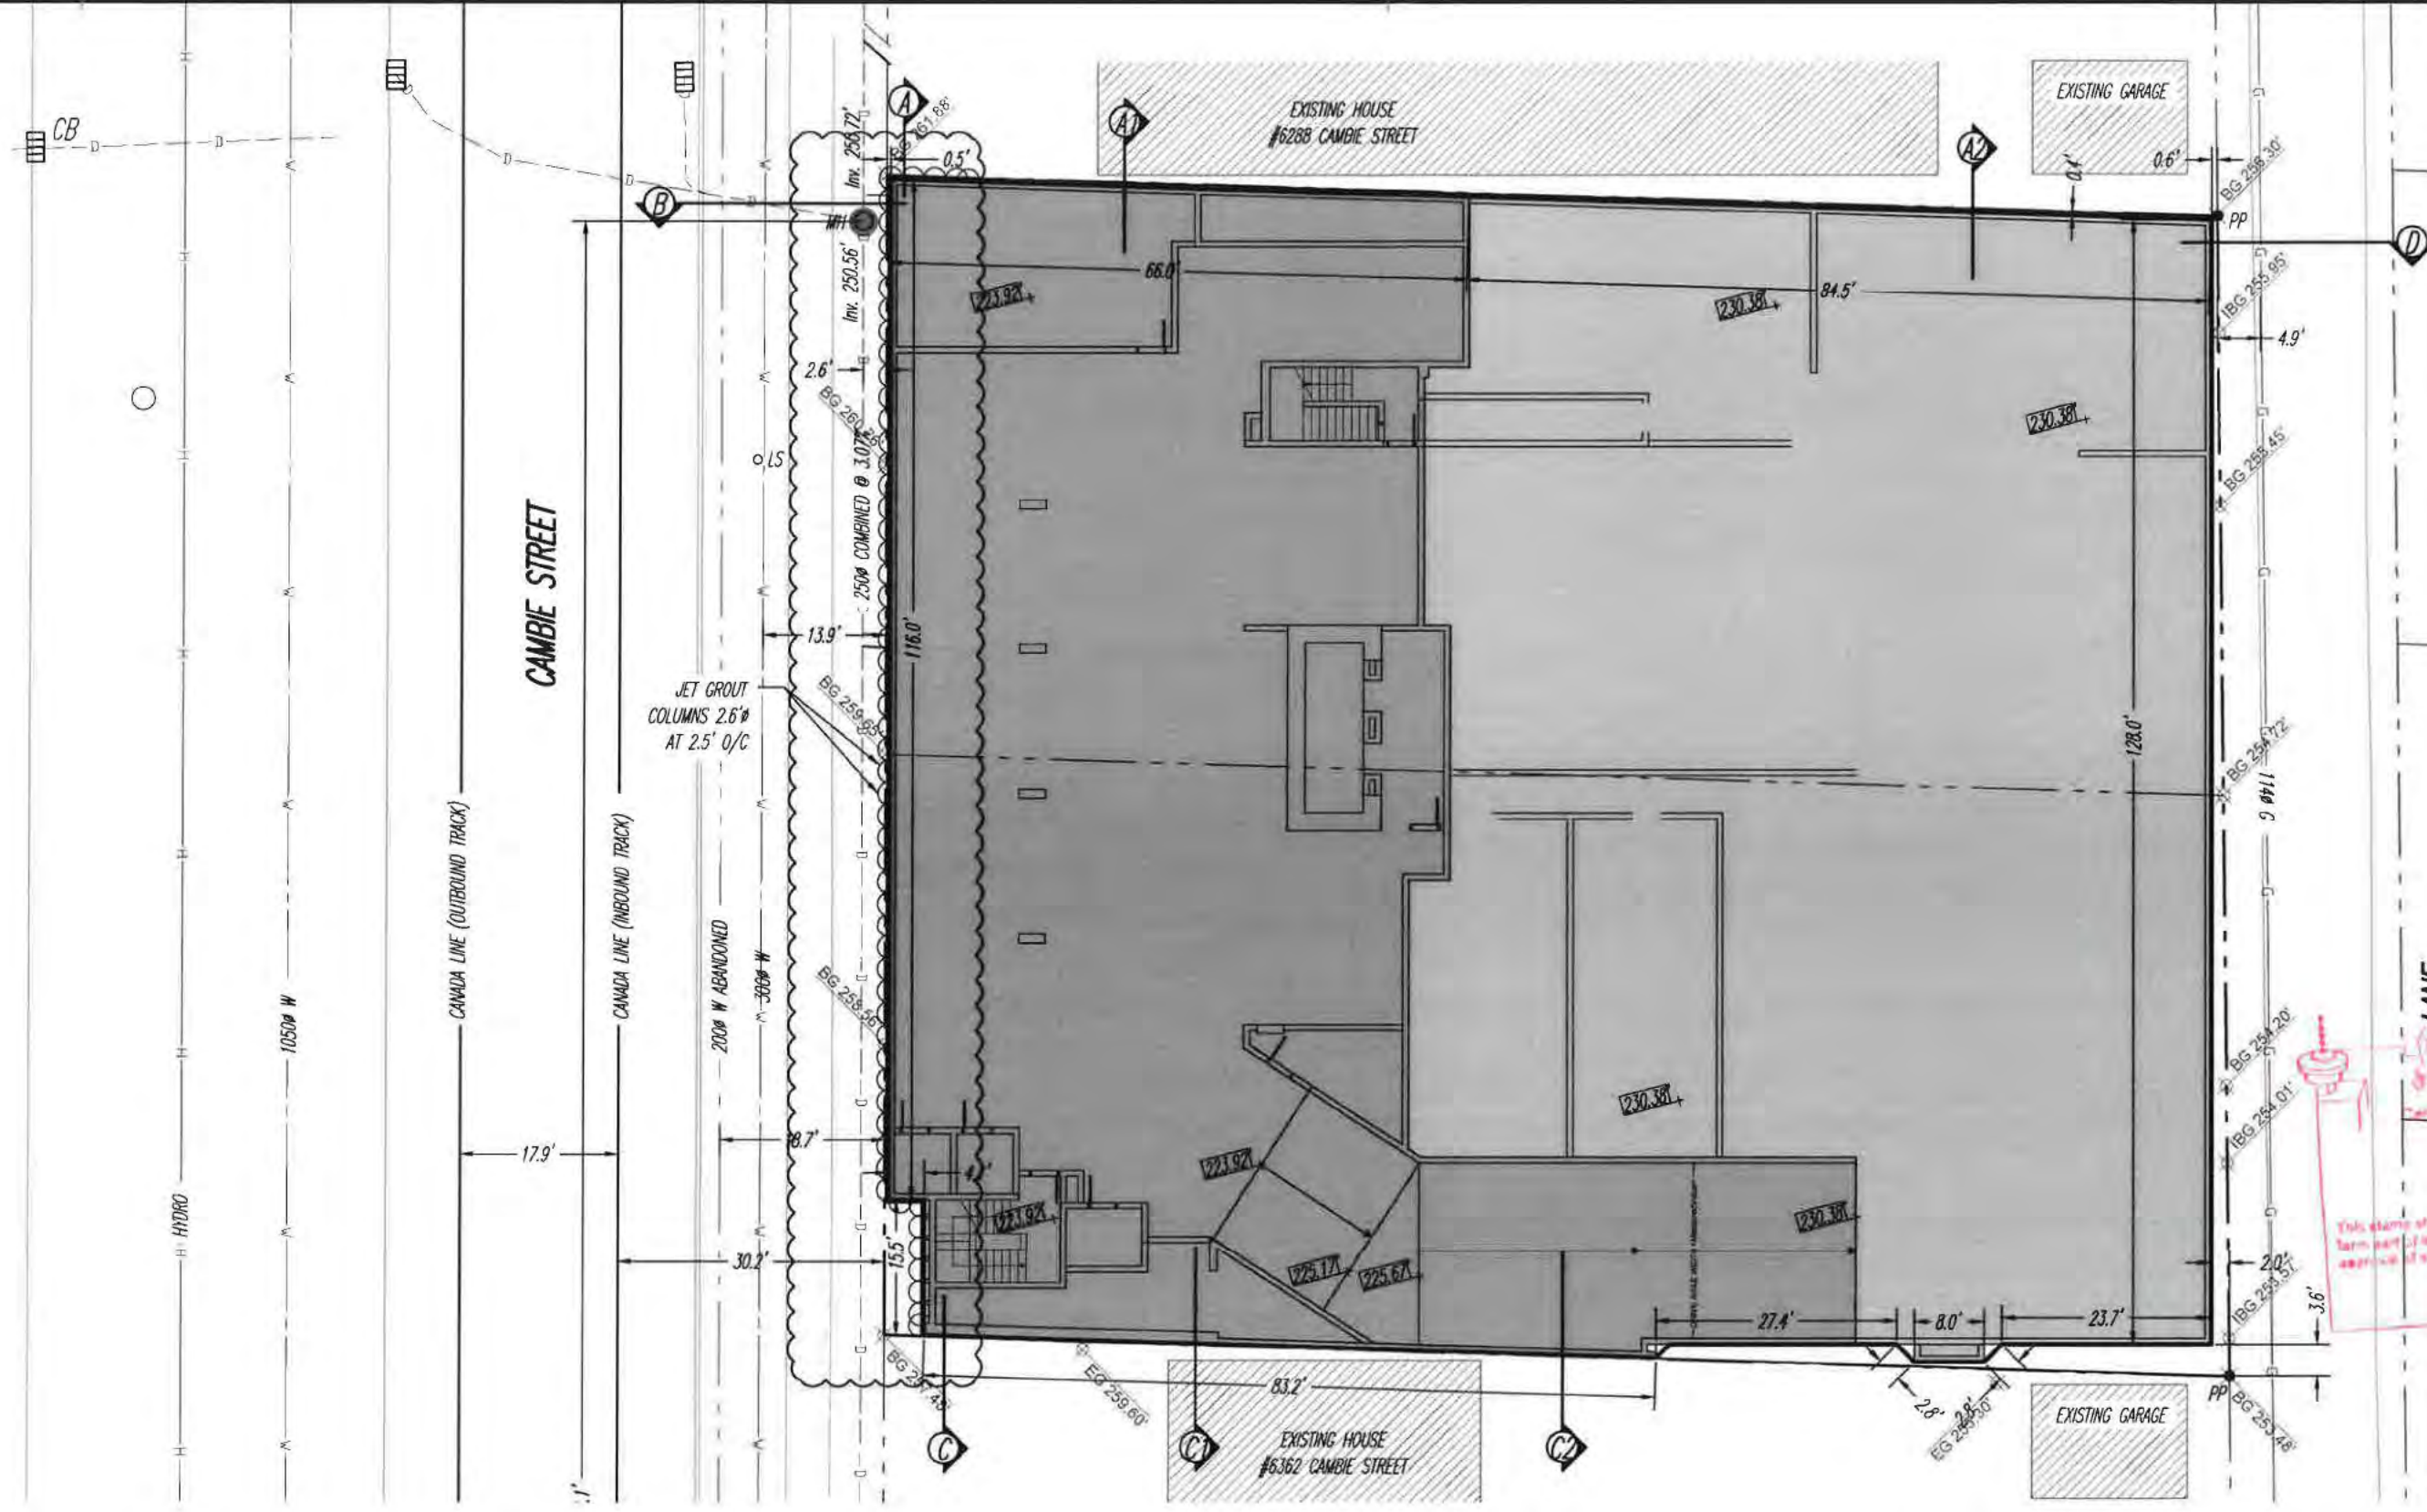 CB
A
BG 261.88'
A1
EXISTING HOUSE
#6288 CAMBIE STREET
A2
EXISTING GARAGE
0.5'
0.4'
0.6'
BG 258.30'
PP
D
B
MH
Inv. 256.72'
Inv. 250.56'
66.0'
84.5'
223.92'
230.38'
IBG 255.95'
4.9'
2.6'
BG 260.26'
LS
250ø COMBINED @ 3.07%
230.38'
BG 255.45'
CAMBIE STREET
13.9'
116.0'
JET GROUT
COLUMNS 2.6'ø
AT 2.5' O/C
BG 259.65'
128.0'
BG 254.72'
114ø G
CANADA LINE (OUTBOUND TRACK)
CANADA LINE (INBOUND TRACK)
200ø W ABANDONED
300ø W
1050ø W
HYDRO
BG 258.56'
LANE
BG 254.20'
IBG 254.01'
230.38'
17.9'
18.7'
223.92'
223.92'
230.38'
30.2'
15.5'
225.17'
225.67'
2.0'
IBG 253.57'
3.6'
27.4'
8.0'
23.7'
BG 257.48'
EG 259.60'
83.2'
2.8'
2.8'
PP
BG 253.48'
C
C1
C2
EXISTING HOUSE
#6362 CAMBIE STREET
EXISTING GARAGE
This stamp